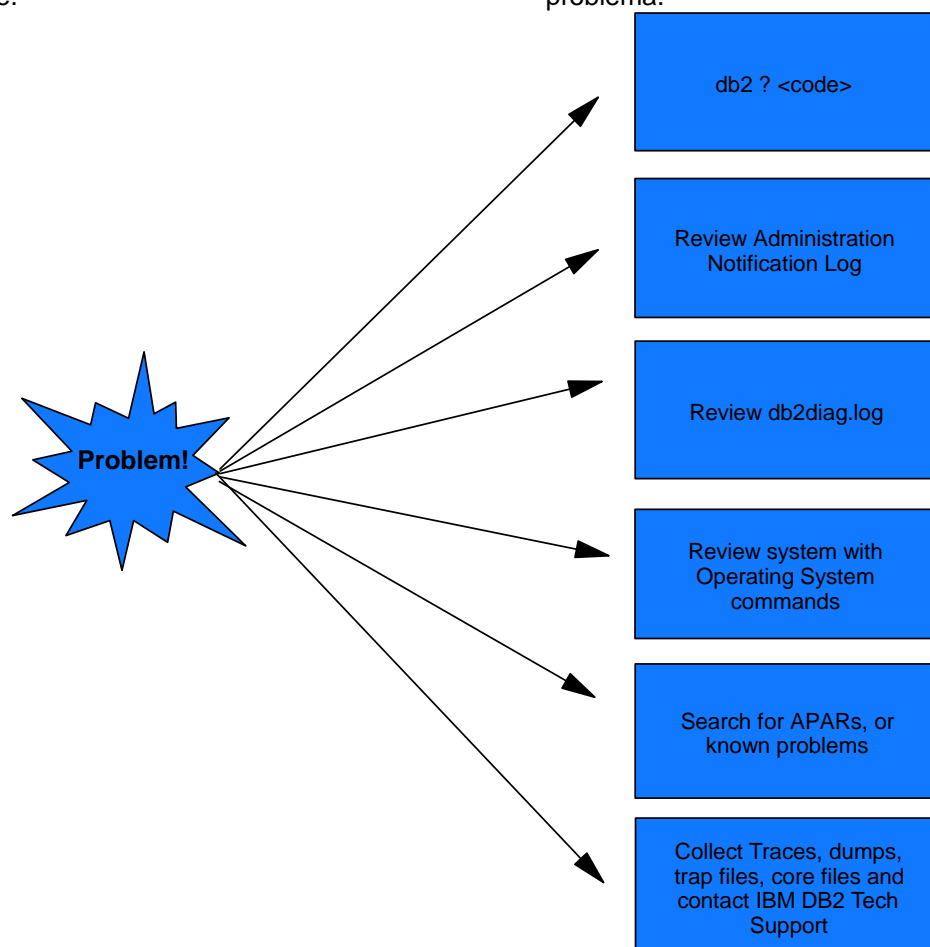 problema.
db2 ? <code>
Review Administration
Notification Log
Review db2diag.log
Problem!
Review system with
Operating System
commands
Search for APARs, or
known problems
Collect Traces, dumps,
trap files, core files and
contact IBM DB2 Tech
Support